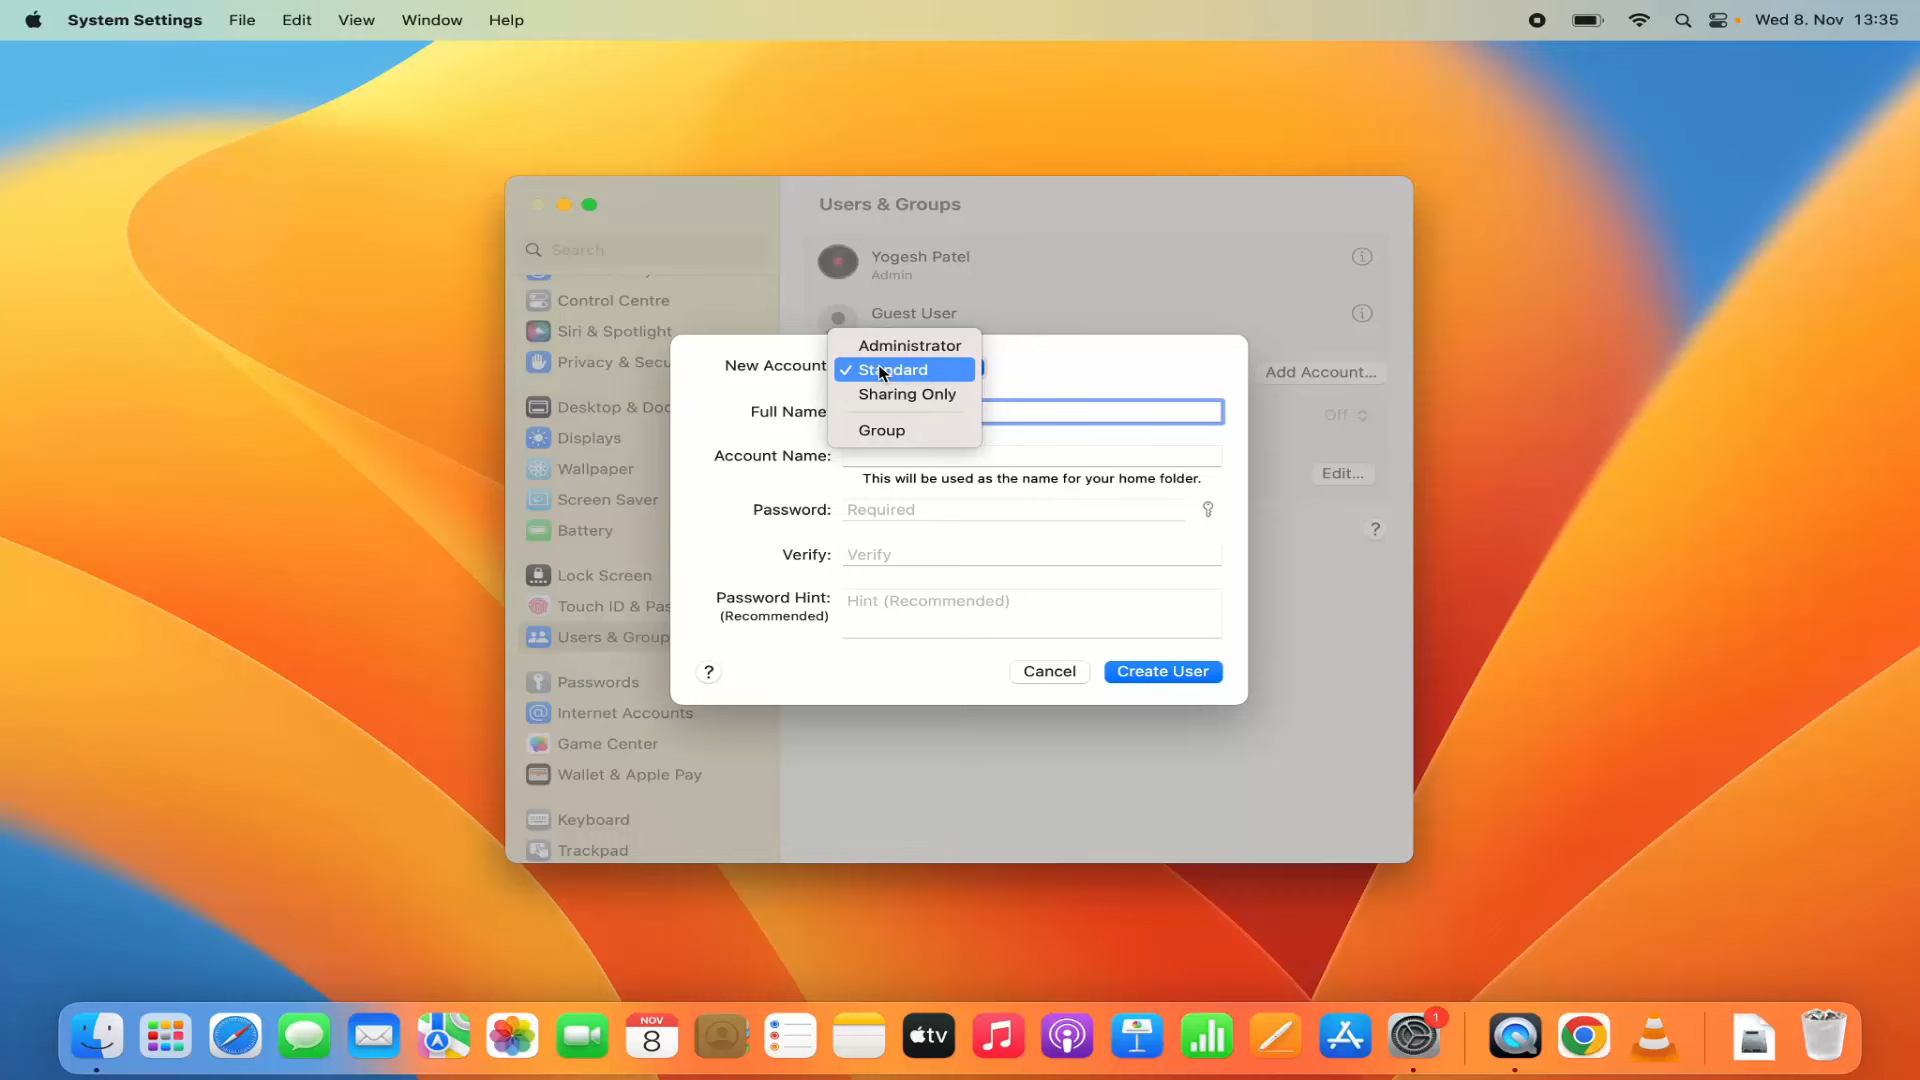 System Settings File Edit View Window Help Wed 8. Nov 13:35
Users & Groups
Search
Yogesh Patel
Admin
Guest User
Control Centre
Siri & Spotlight
Privacy & Secu
Desktop & Doc
Displays
Wallpaper
Screen Saver
Battery
Lock Screen
Touch ID & Pas
Users & Group
Passwords
Internet Accounts
Game Center
Wallet & Apple Pay
Keyboard
Trackpad
Add Account...
Off
Edit...
?
New Account
Administrator
✓ Standard
Sharing Only
Group
Full Name
Account Name:
This will be used as the name for your home folder.
Password: Required
Verify: Verify
Password Hint: Hint (Recommended)
(Recommended)
? Cancel Create User
NOV
8
tv
1